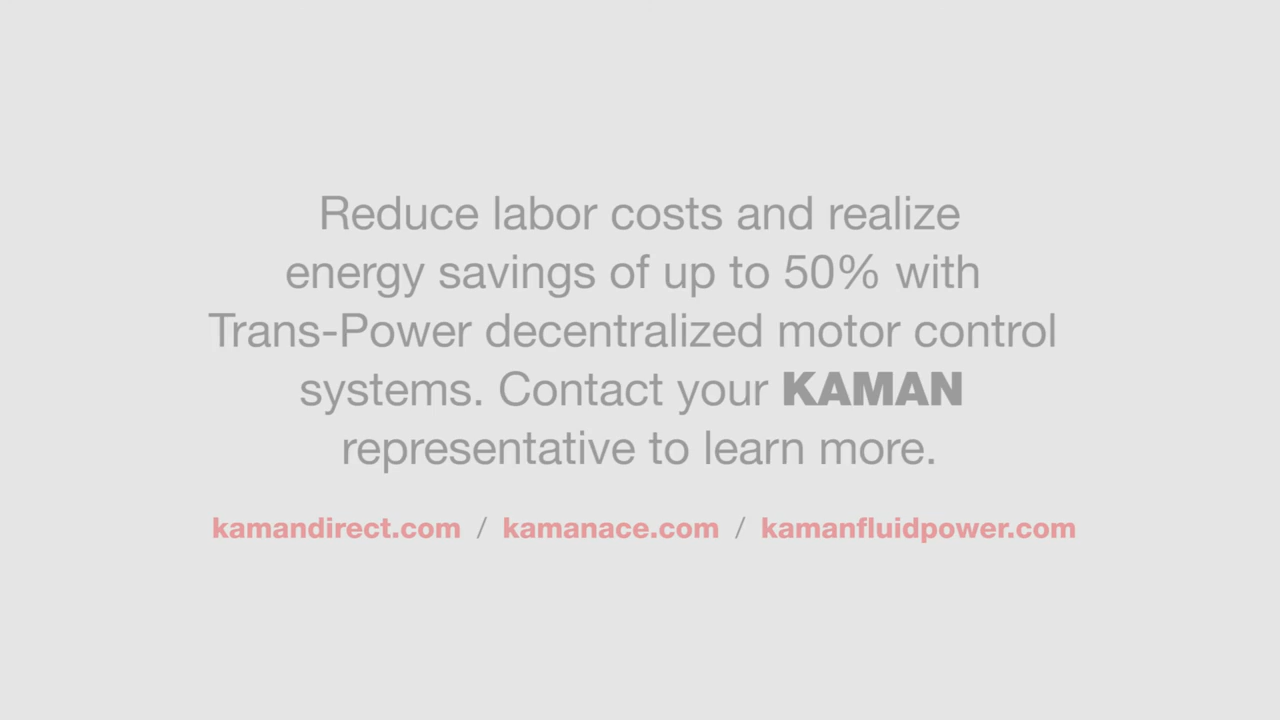 Reduce labor costs and realize
energy savings of up to 50% with
Trans-Power decentralized motor control
systems. Contact your KAMAN
representative to learn more.
kamandirect.com / kamanace.com / kamanfluidpower.com